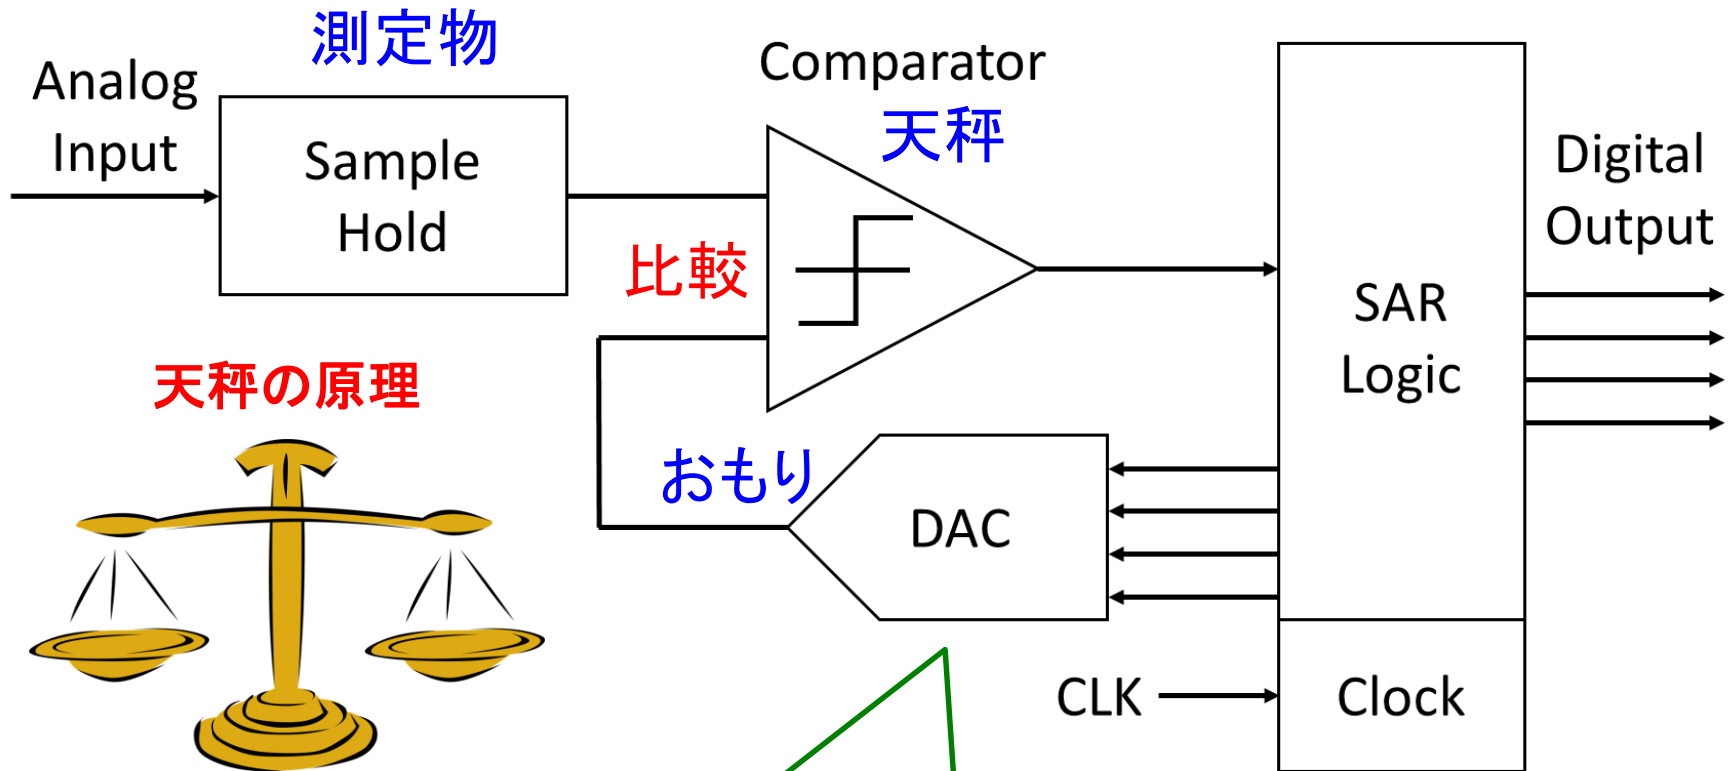 測定物
Analog
Input
Sample
Hold
Comparator
天秤
比較
SAR
Logic
Digital
Output
天秤の原理
おもり
DAC
CLK
Clock